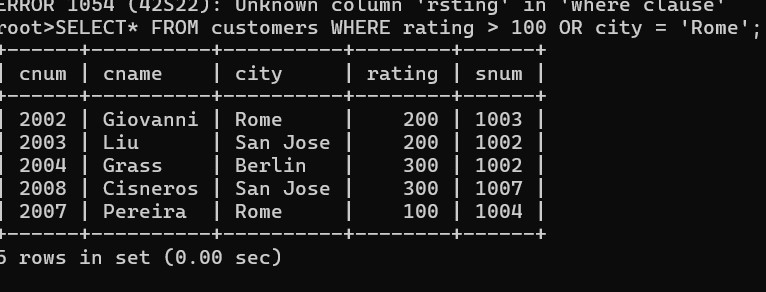 ERROR 1054 (42S22): Unknown column 'rsting' in 'where clause'
root>SELECT* FROM customers WHERE rating > 100 OR city = 'Rome';
+------+----------+----------+--------+------+
| cnum | cname    | city     | rating | snum |
+------+----------+----------+--------+------+
| 2002 | Giovanni | Rome     |    200 | 1003 |
| 2003 | Liu      | San Jose |    200 | 1002 |
| 2004 | Grass    | Berlin   |    300 | 1002 |
| 2008 | Cisneros | San Jose |    300 | 1007 |
| 2007 | Pereira  | Rome     |    100 | 1004 |
+------+----------+----------+--------+------+
5 rows in set (0.00 sec)